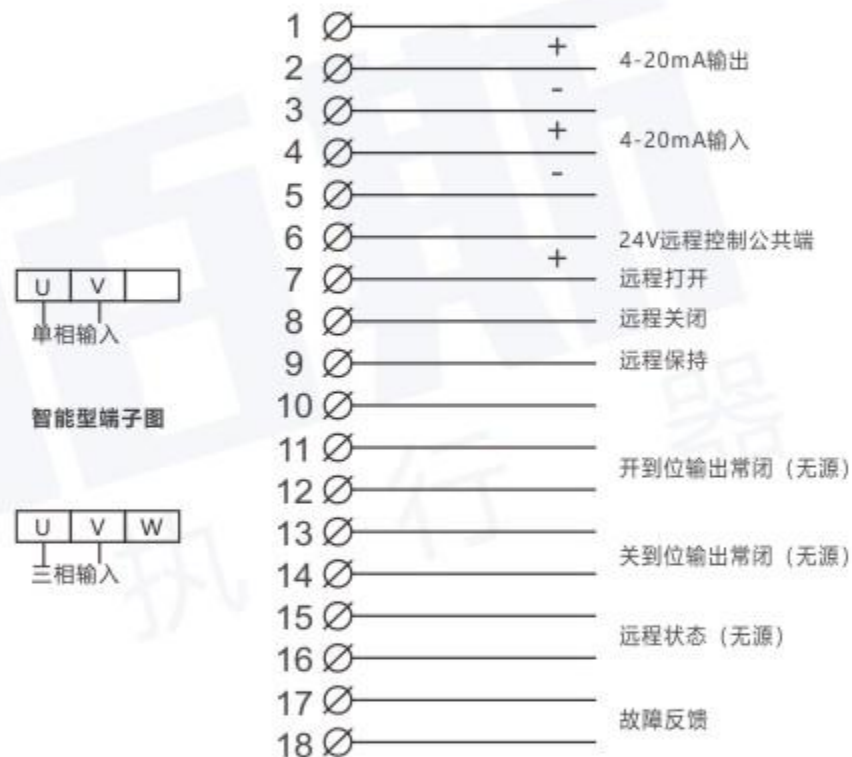 1
+
2
4-20mA输出
-
3
+
4
4-20mA输入
-
5
6
24V远程控制公共端
+
7
远程打开
8
远程关闭
9
远程保持
10
11
开到位输出常闭（无源）
12
13
关到位输出常闭（无源）
14
15
远程状态（无源）
16
17
故障反馈
18
U V
单相输入
智能型端子图
U V W
三相输入
执行器